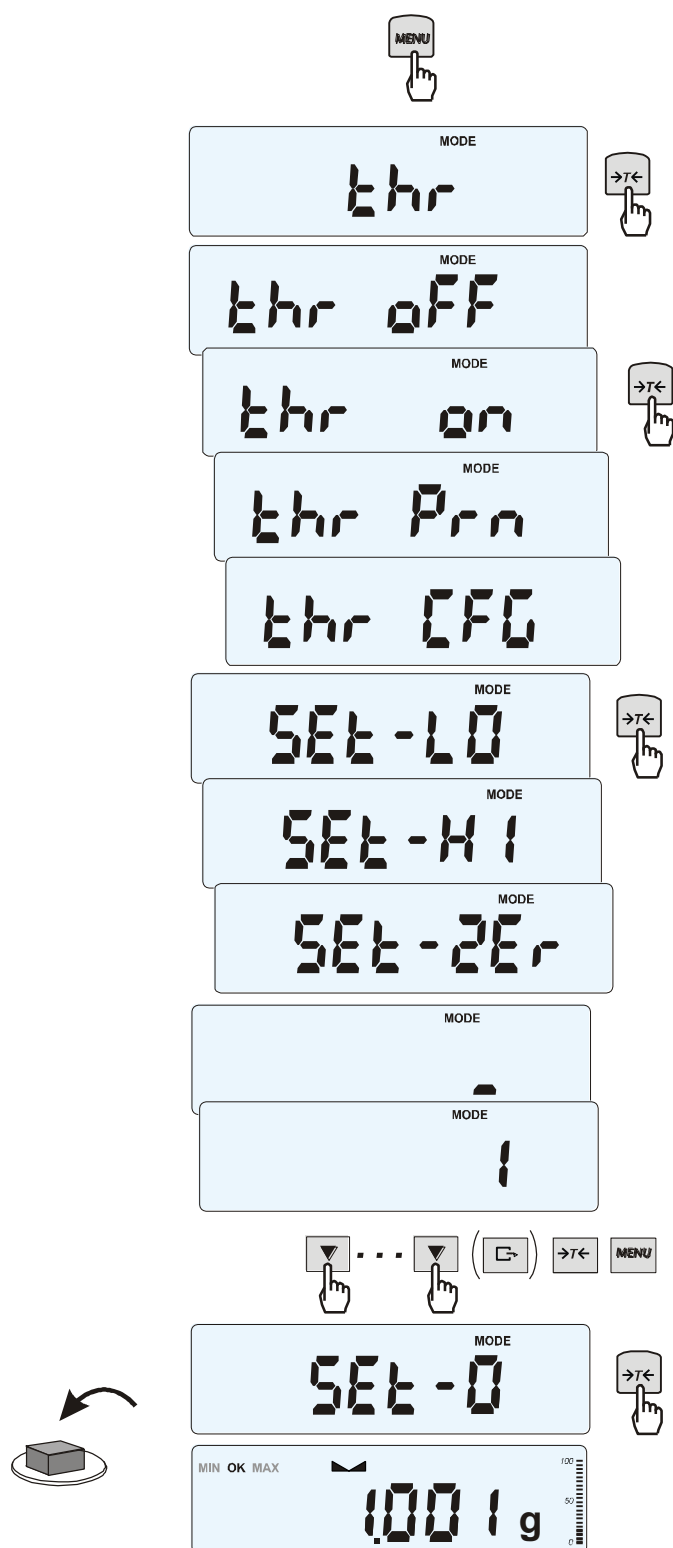 MENU
MODE
thr
→T←
MODE
thr oFF
MODE
thr on
→T←
MODE
thr Prn
thr CFG
MODE
SEt-LO
→T←
MODE
SEt-HI
MODE
SEt-ZEr
MODE
-
MODE
1
... ( ) →T← MENU
MODE
SEt-0
→T←
MIN OK MAX 100
1.001 g 50
0